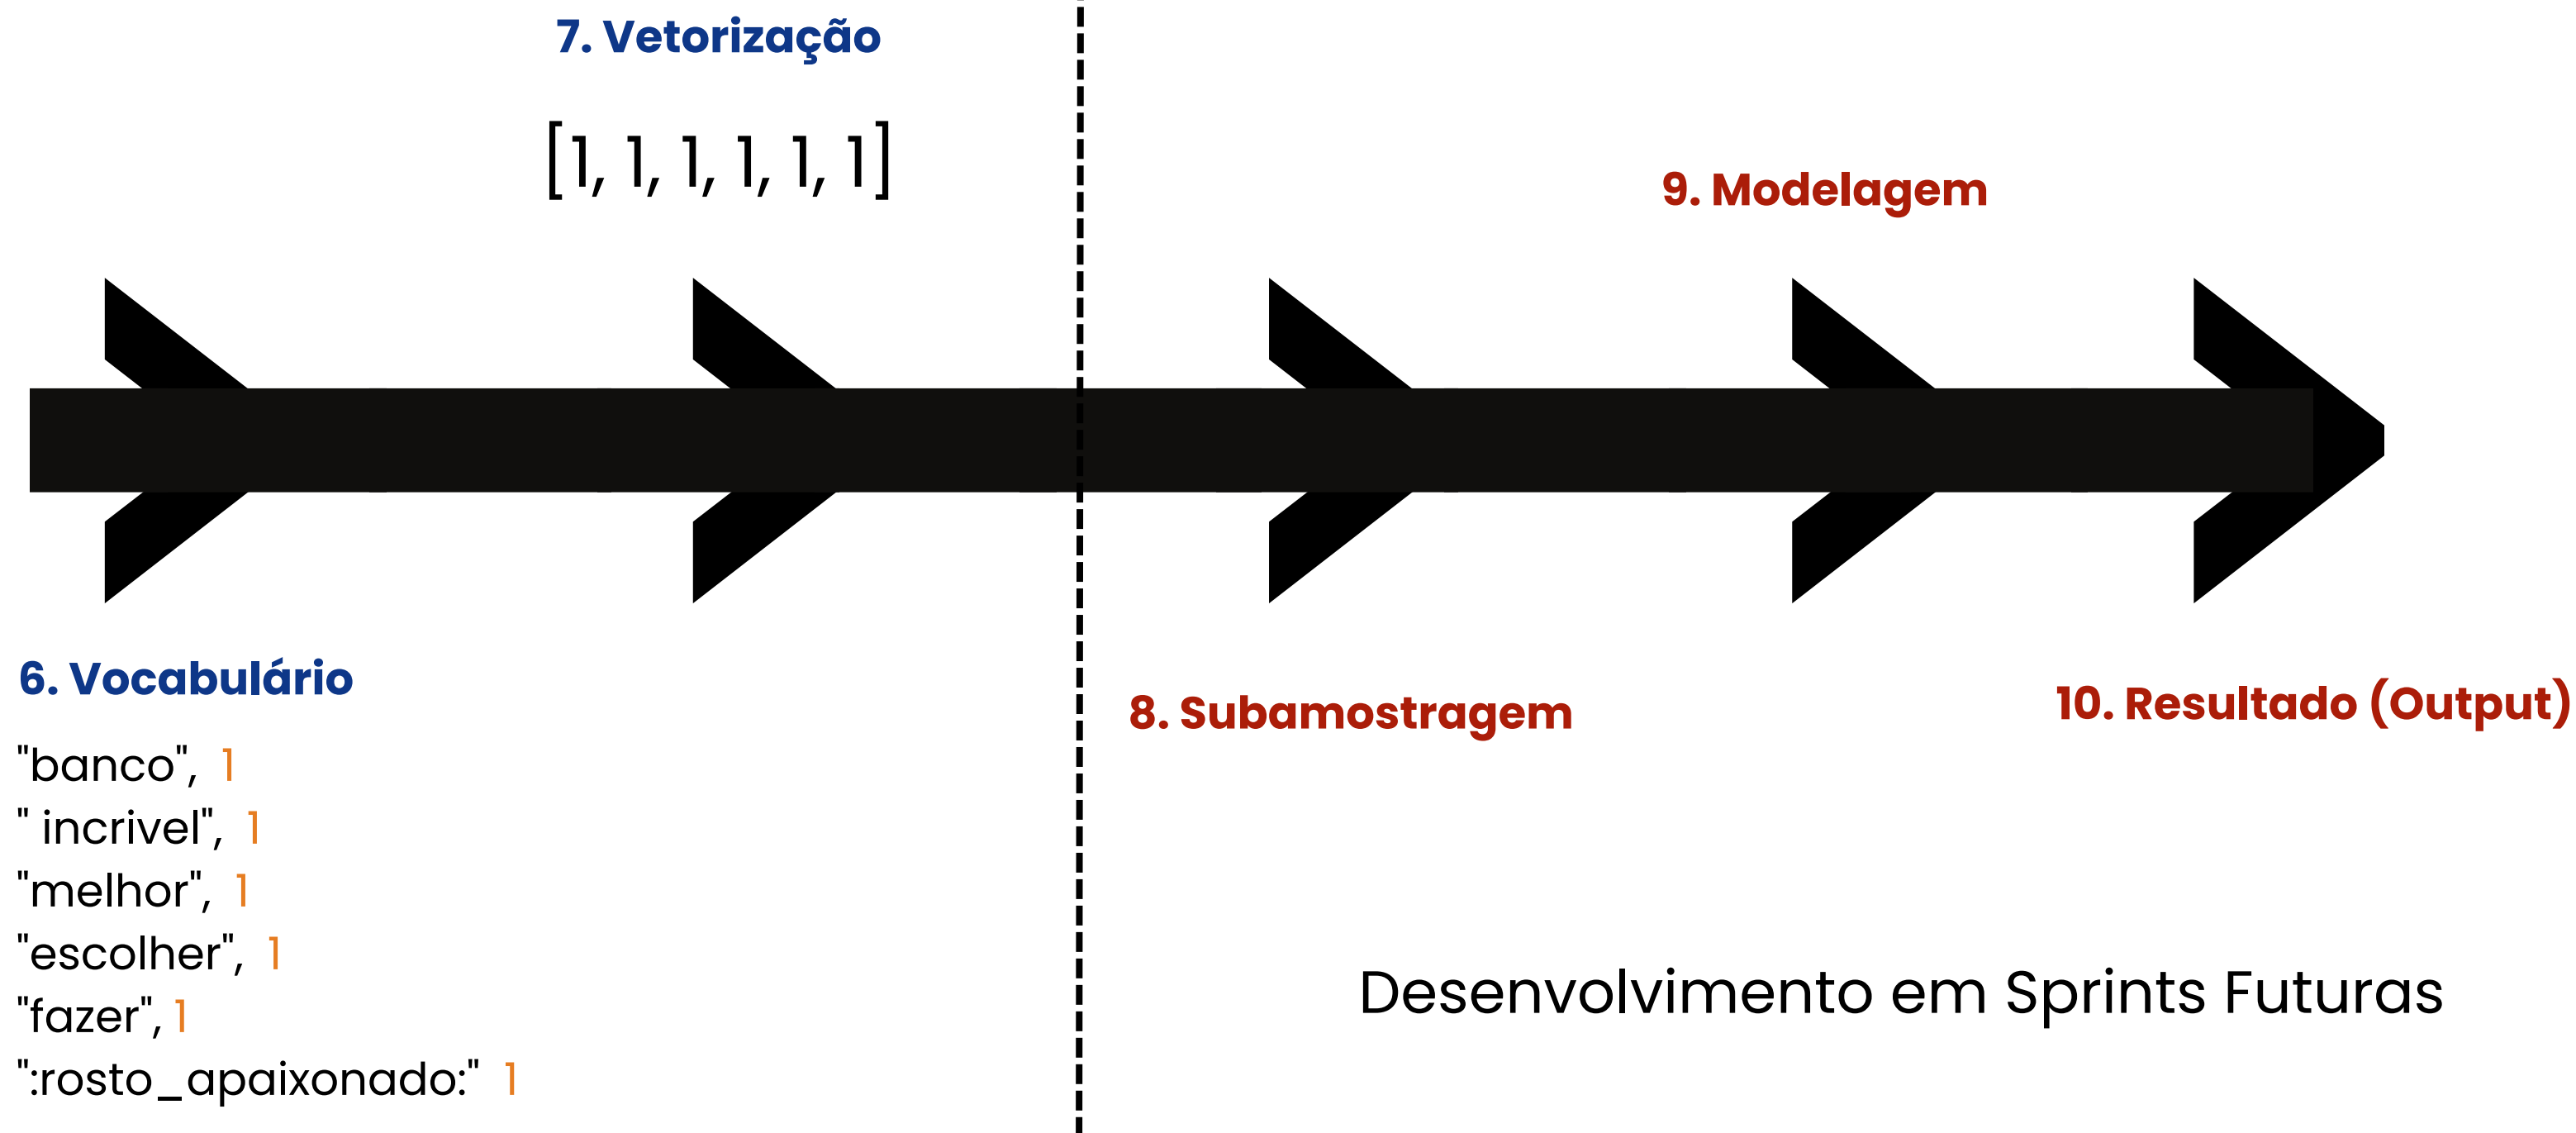 7. Vetorização
[1, 1, 1, 1, 1, 1]
9. Modelagem
6. Vocabulário
"banco", 1
" incrivel", 1
"melhor", 1
"escolher", 1
"fazer", 1
":rosto_apaixonado:" 1
8. Subamostragem
10. Resultado (Output)
Desenvolvimento em Sprints Futuras